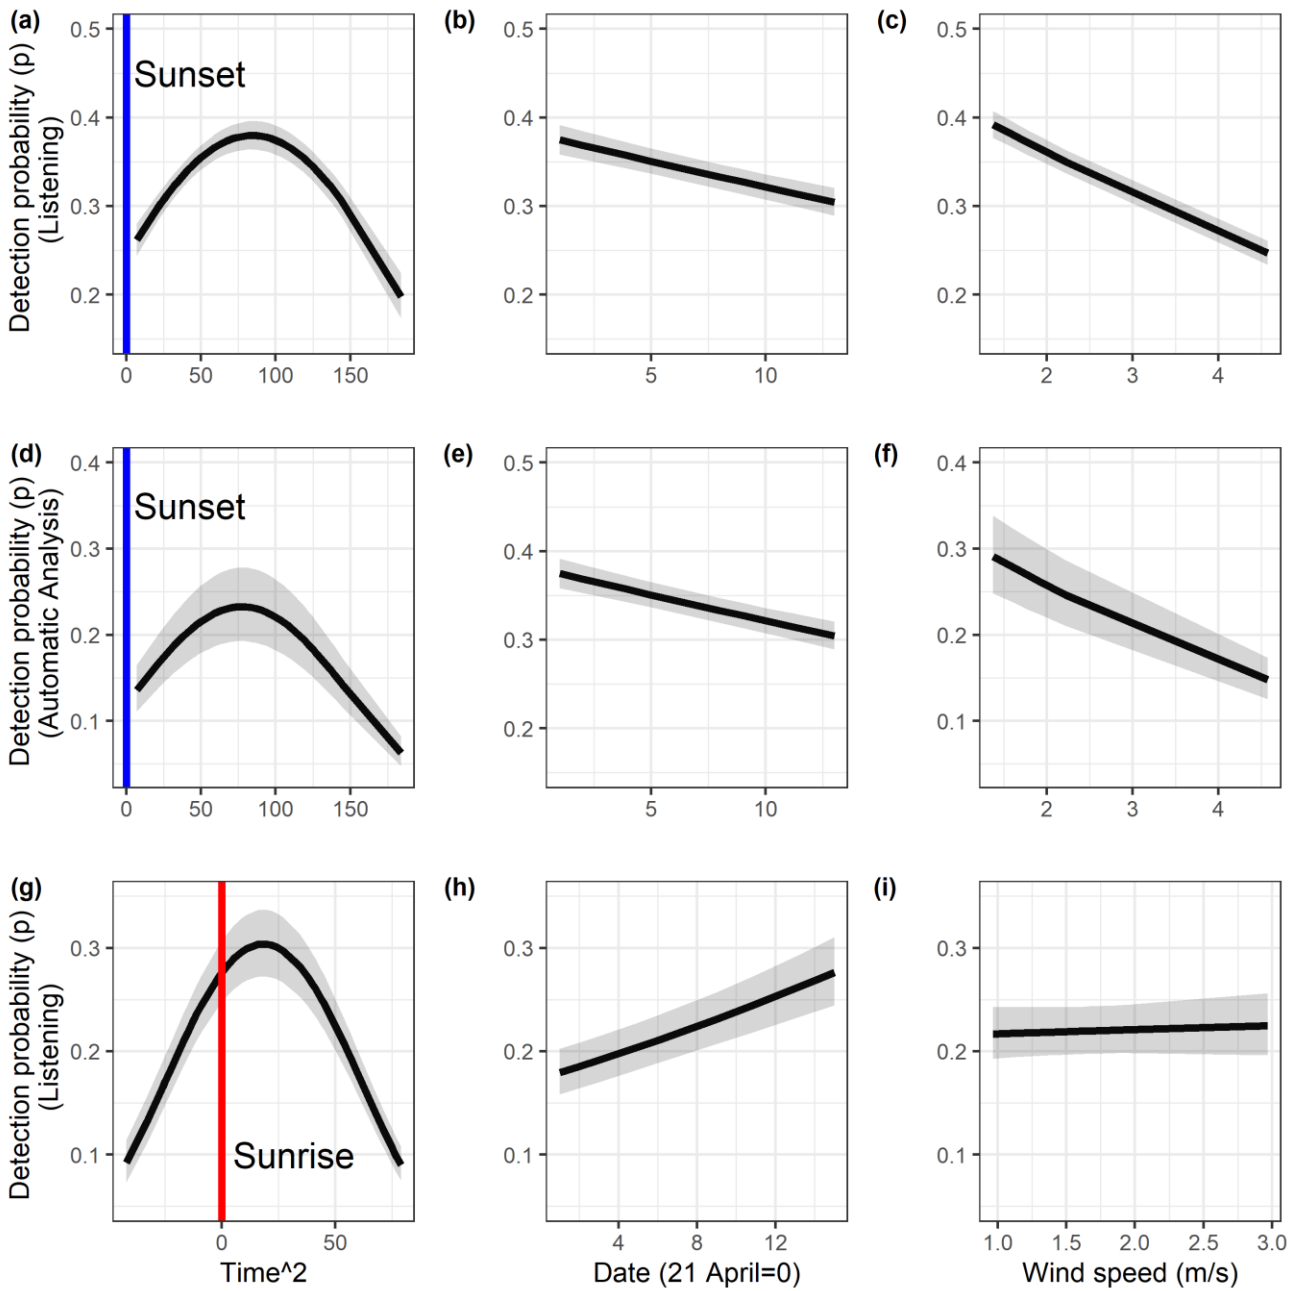 (a)
Detection probability (p)
(Listening)
0.5
0.4
0.3
0.2
Sunset
0 50 100 150
(b)
0.5
0.4
0.3
0.2
5 10
(c)
0.5
0.4
0.3
0.2
2 3 4
(d)
Detection probability (p)
(Automatic Analysis)
0.4
0.3
0.2
0.1
Sunset
0 50 100 150
(e)
0.5
0.4
0.3
0.2
5 10
(f)
0.4
0.3
0.2
0.1
2 3 4
(g)
Detection probability (p)
(Listening)
0.3
0.2
0.1
Sunrise
0 50
Time^2
(h)
0.3
0.2
0.1
4 8 12
Date (21 April=0)
(i)
0.3
0.2
0.1
1.0 1.5 2.0 2.5 3.0
Wind speed (m/s)